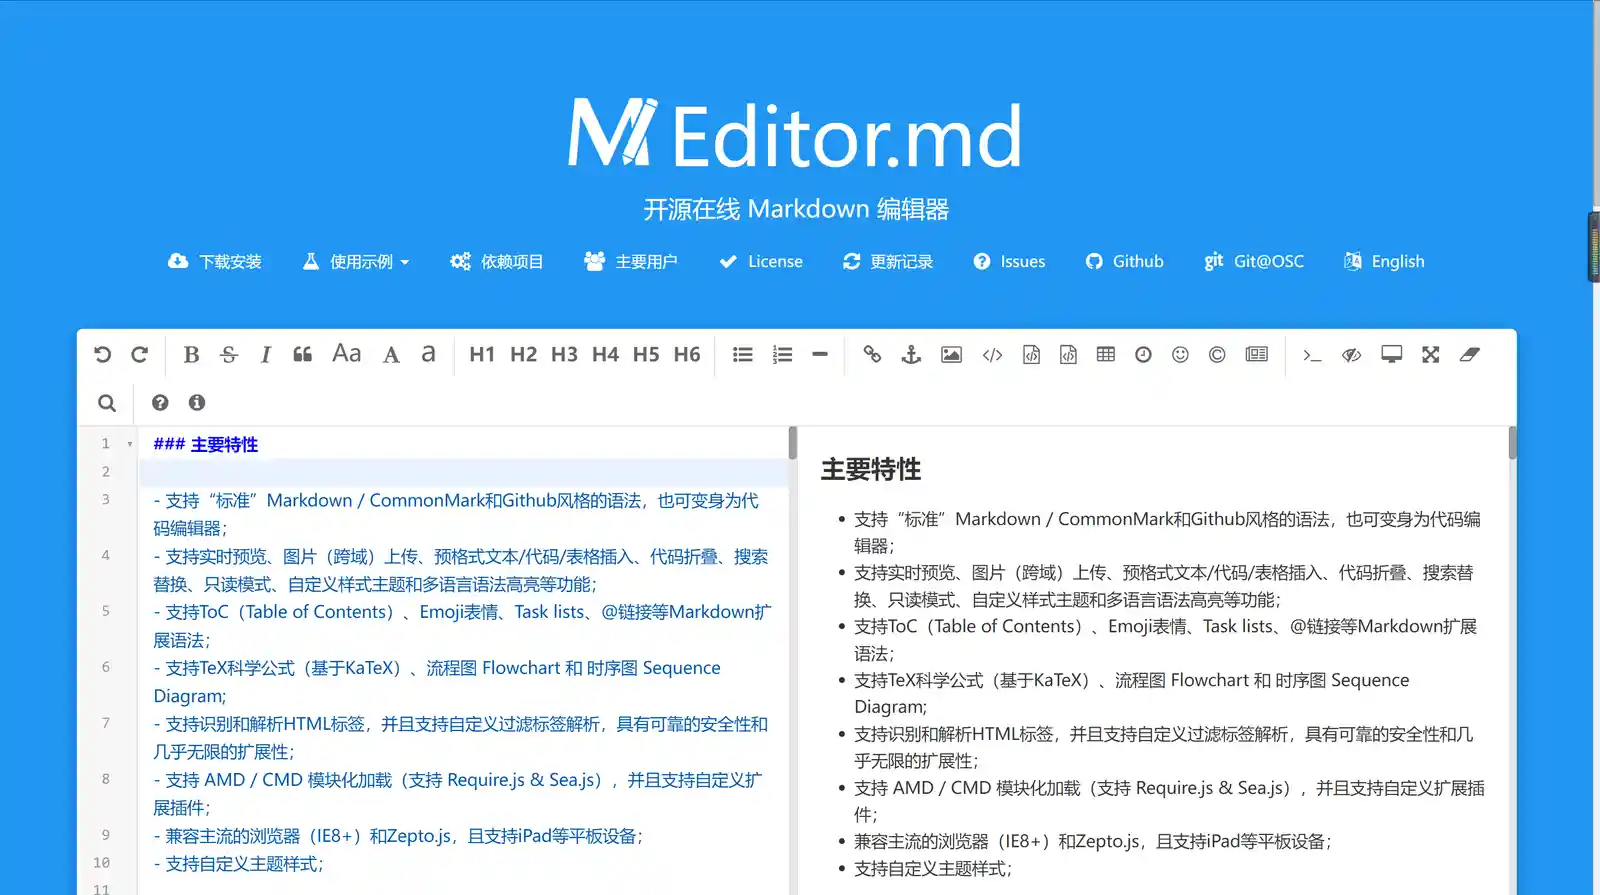 Editor.md
开源在线 Markdown 编辑器
下载安装 使用示例 依赖项目 主要用户 License 更新记录 Issues Github git Git@OSC English
B S I Aa A a H1 H2 H3 H4 H5 H6
1 ### 主要特性
2
3 - 支持“标准”Markdown / CommonMark和Github风格的语法，也可变身为代
码编辑器；
4 - 支持实时预览、图片（跨域）上传、预格式文本/代码/表格插入、代码折叠、搜索
替换、只读模式、自定义样式主题和多语言语法高亮等功能；
5 - 支持ToC（Table of Contents）、Emoji表情、Task lists、@链接等Markdown扩
展语法；
6 - 支持TeX科学公式（基于KaTeX）、流程图 Flowchart 和 时序图 Sequence
Diagram;
7 - 支持识别和解析HTML标签，并且支持自定义过滤标签解析，具有可靠的安全性和
几乎无限的扩展性；
8 - 支持 AMD / CMD 模块化加载（支持 Require.js & Sea.js），并且支持自定义扩
展插件；
9 - 兼容主流的浏览器（IE8+）和Zepto.js，且支持iPad等平板设备；
10 - 支持自定义主题样式；
11
主要特性
• 支持“标准”Markdown / CommonMark和Github风格的语法，也可变身为代码编
辑器；
• 支持实时预览、图片（跨域）上传、预格式文本/代码/表格插入、代码折叠、搜索替
换、只读模式、自定义样式主题和多语言语法高亮等功能；
• 支持ToC（Table of Contents）、Emoji表情、Task lists、@链接等Markdown扩展
语法；
• 支持TeX科学公式（基于KaTeX）、流程图 Flowchart 和 时序图 Sequence
Diagram;
• 支持识别和解析HTML标签，并且支持自定义过滤标签解析，具有可靠的安全性和几
乎无限的扩展性；
• 支持 AMD / CMD 模块化加载（支持 Require.js & Sea.js），并且支持自定义扩展插
件；
• 兼容主流的浏览器（IE8+）和Zepto.js，且支持iPad等平板设备；
• 支持自定义主题样式；